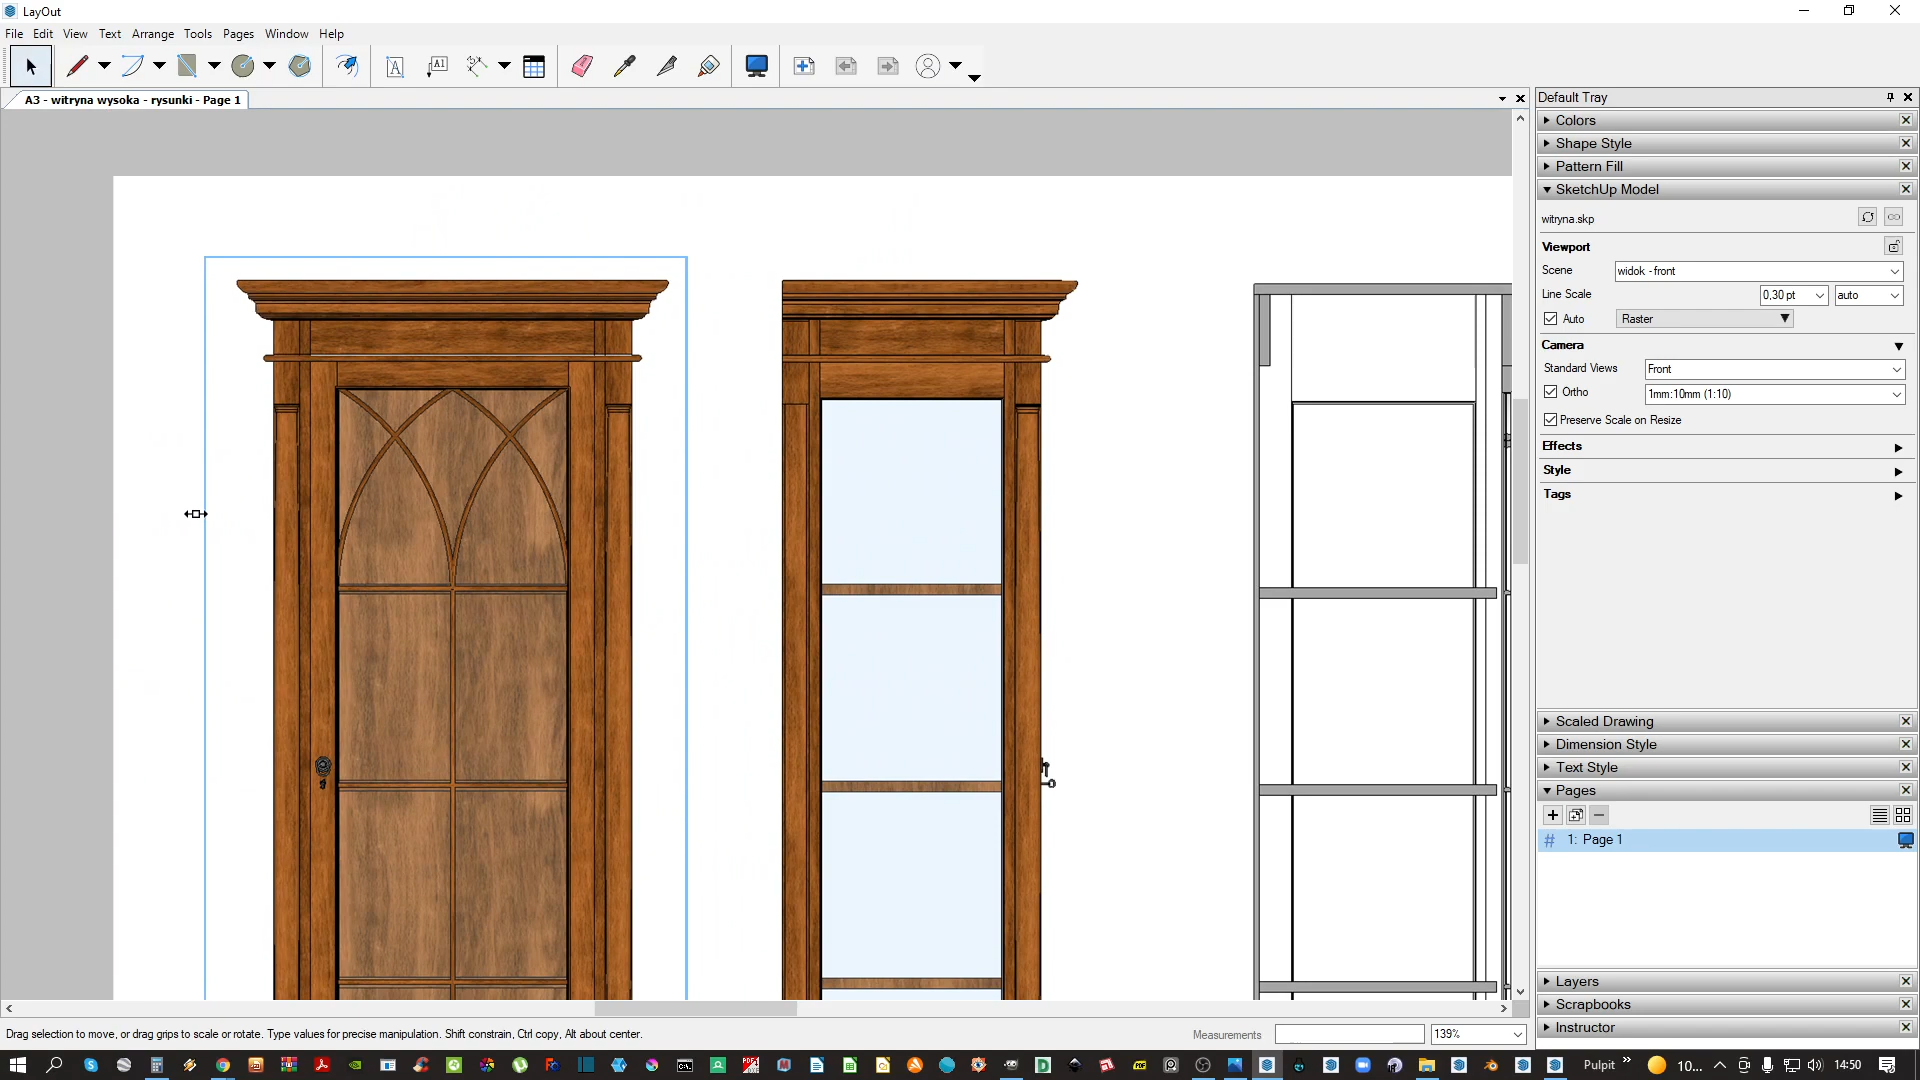 LayOut
File Edit View Text Arrange Tools Pages Window Help
A3 - witryna wysoka - rysunki - Page 1
Default Tray
Colors
Shape Style
Pattern Fill
SketchUp Model
witryna.skp
Viewport
Scene widok - front
Line Scale 0,30 pt auto
Auto Raster
Camera
Standard Views Front
Ortho 1mm:10mm (1:10)
Preserve Scale on Resize
Effects
Style
Tags
Scaled Drawing
Dimension Style
Text Style
Pages
# 1: Page 1
Layers
Scrapbooks
Instructor
Drag selection to move, or drag grips to scale or rotate. Type values for precise manipulation. Shift constrain, Ctrl copy, Alt about center.
Measurements 139%
Pulpit » 10... 14:50